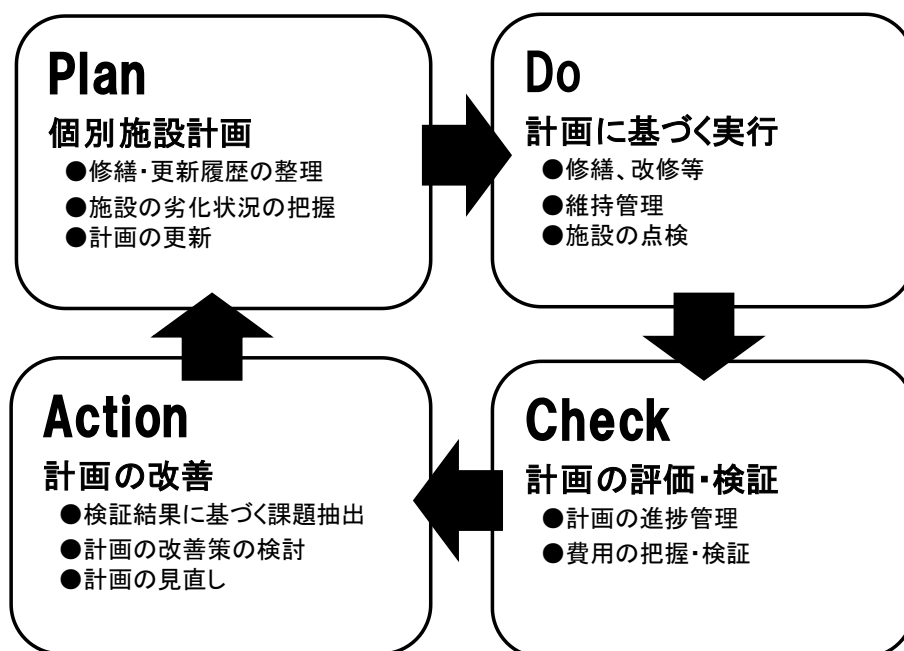 Plan
個別施設計画
●修繕・更新履歴の整理
●施設の劣化状況の把握
●計画の更新
Do
計画に基づく実行
●修繕、改修等
●維持管理
●施設の点検
Check
計画の評価・検証
●計画の進捗管理
●費用の把握・検証
Action
計画の改善
●検証結果に基づく課題抽出
●計画の改善策の検討
●計画の見直し